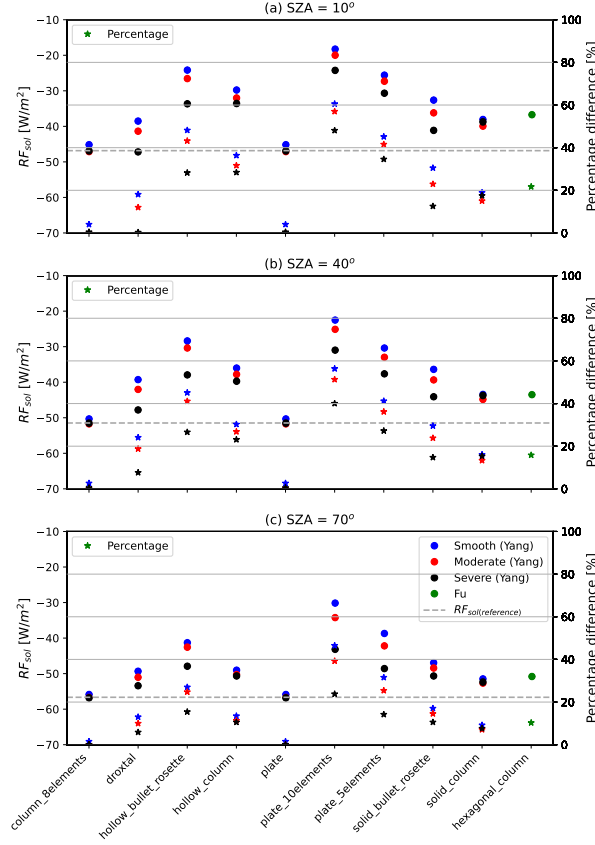 (a) SZA = 10°
−10
−20
−30
−40
−50
−60
−70
RF_sol [W/m²]
100
80
60
40
20
0
Percentage difference [%]
Percentage
(b) SZA = 40°
−10
−20
−30
−40
−50
−60
−70
RF_sol [W/m²]
100
80
60
40
20
0
Percentage difference [%]
Percentage
(c) SZA = 70°
−10
−20
−30
−40
−50
−60
−70
RF_sol [W/m²]
100
80
60
40
20
0
Percentage difference [%]
Percentage
Smooth (Yang)
Moderate (Yang)
Severe (Yang)
Fu
RF_sol(reference)
column_8elements
droxtal
hollow_bullet_rosette
hollow_column
plate
plate_10elements
plate_5elements
solid_bullet_rosette
solid_column
hexagonal_column